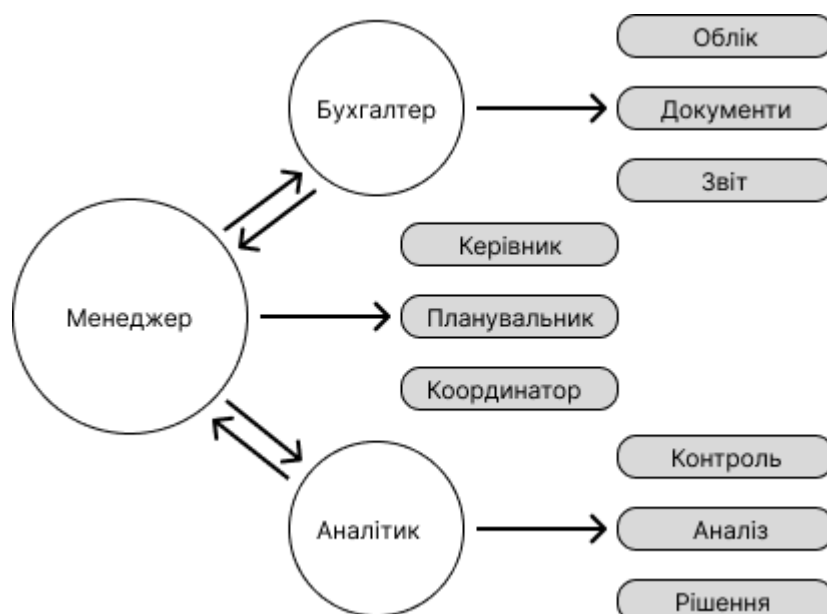 Облік
Бухгалтер
Документи
Звіт
Керівник
Менеджер
Планувальник
Координатор
Контроль
Аналітик
Аналіз
Рішення